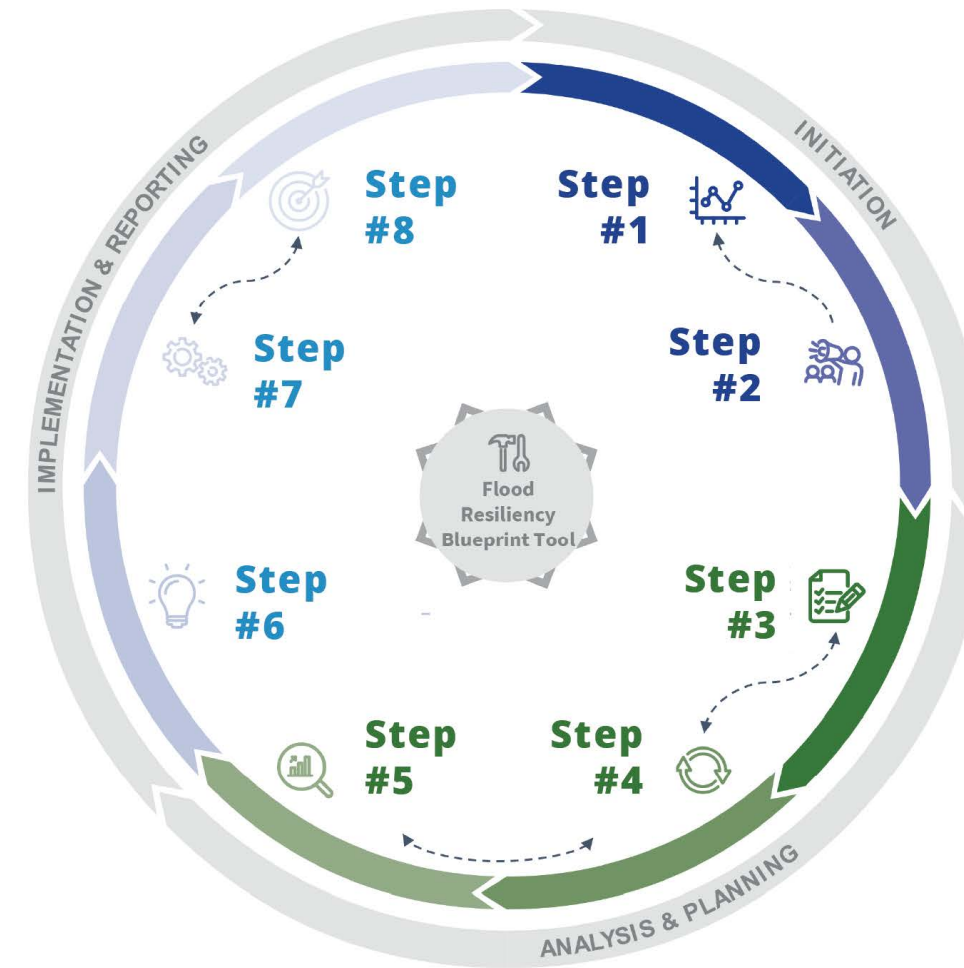 INITIATION
Step
#1
Step
#2
Step
#3
Step
#4
ANALYSIS & PLANNING
Step
#5
Step
#6
Step
#7
Step
#8
IMPLEMENTATION & REPORTING
Flood
Resiliency
Blueprint Tool